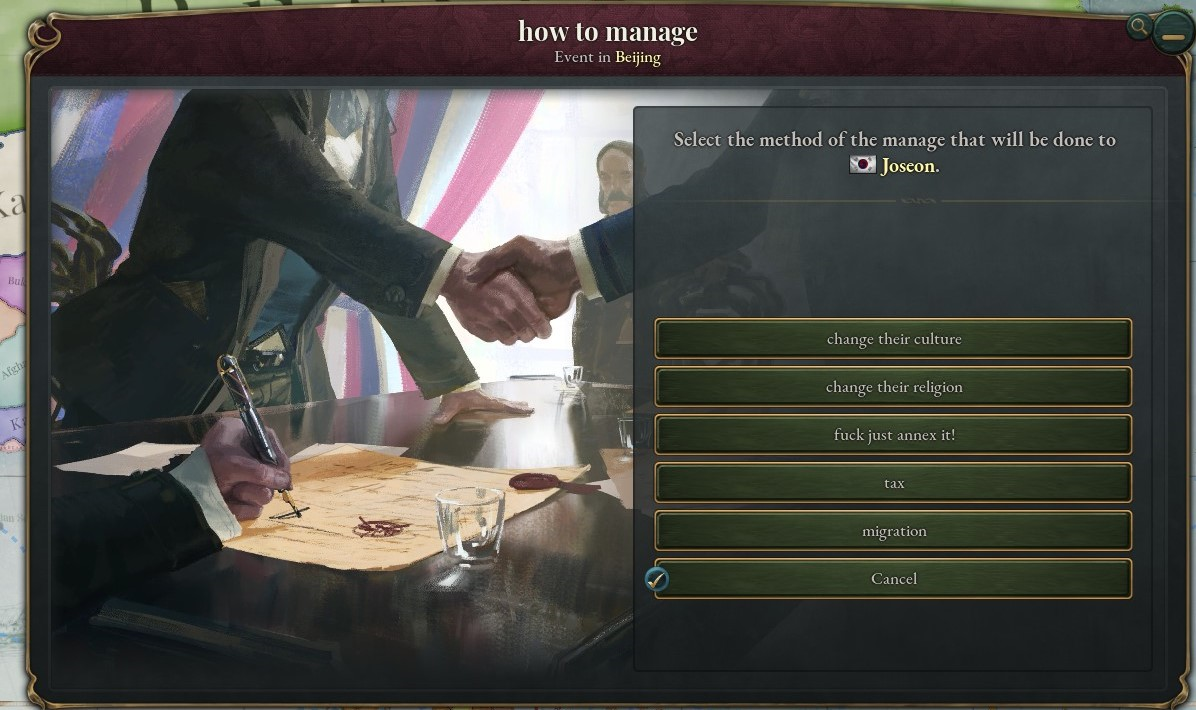 how to manage
Event in Beijing
Select the method of the manage that will be done to
Joseon.
change their culture
change their religion
fuck just annex it!
tax
migration
Cancel